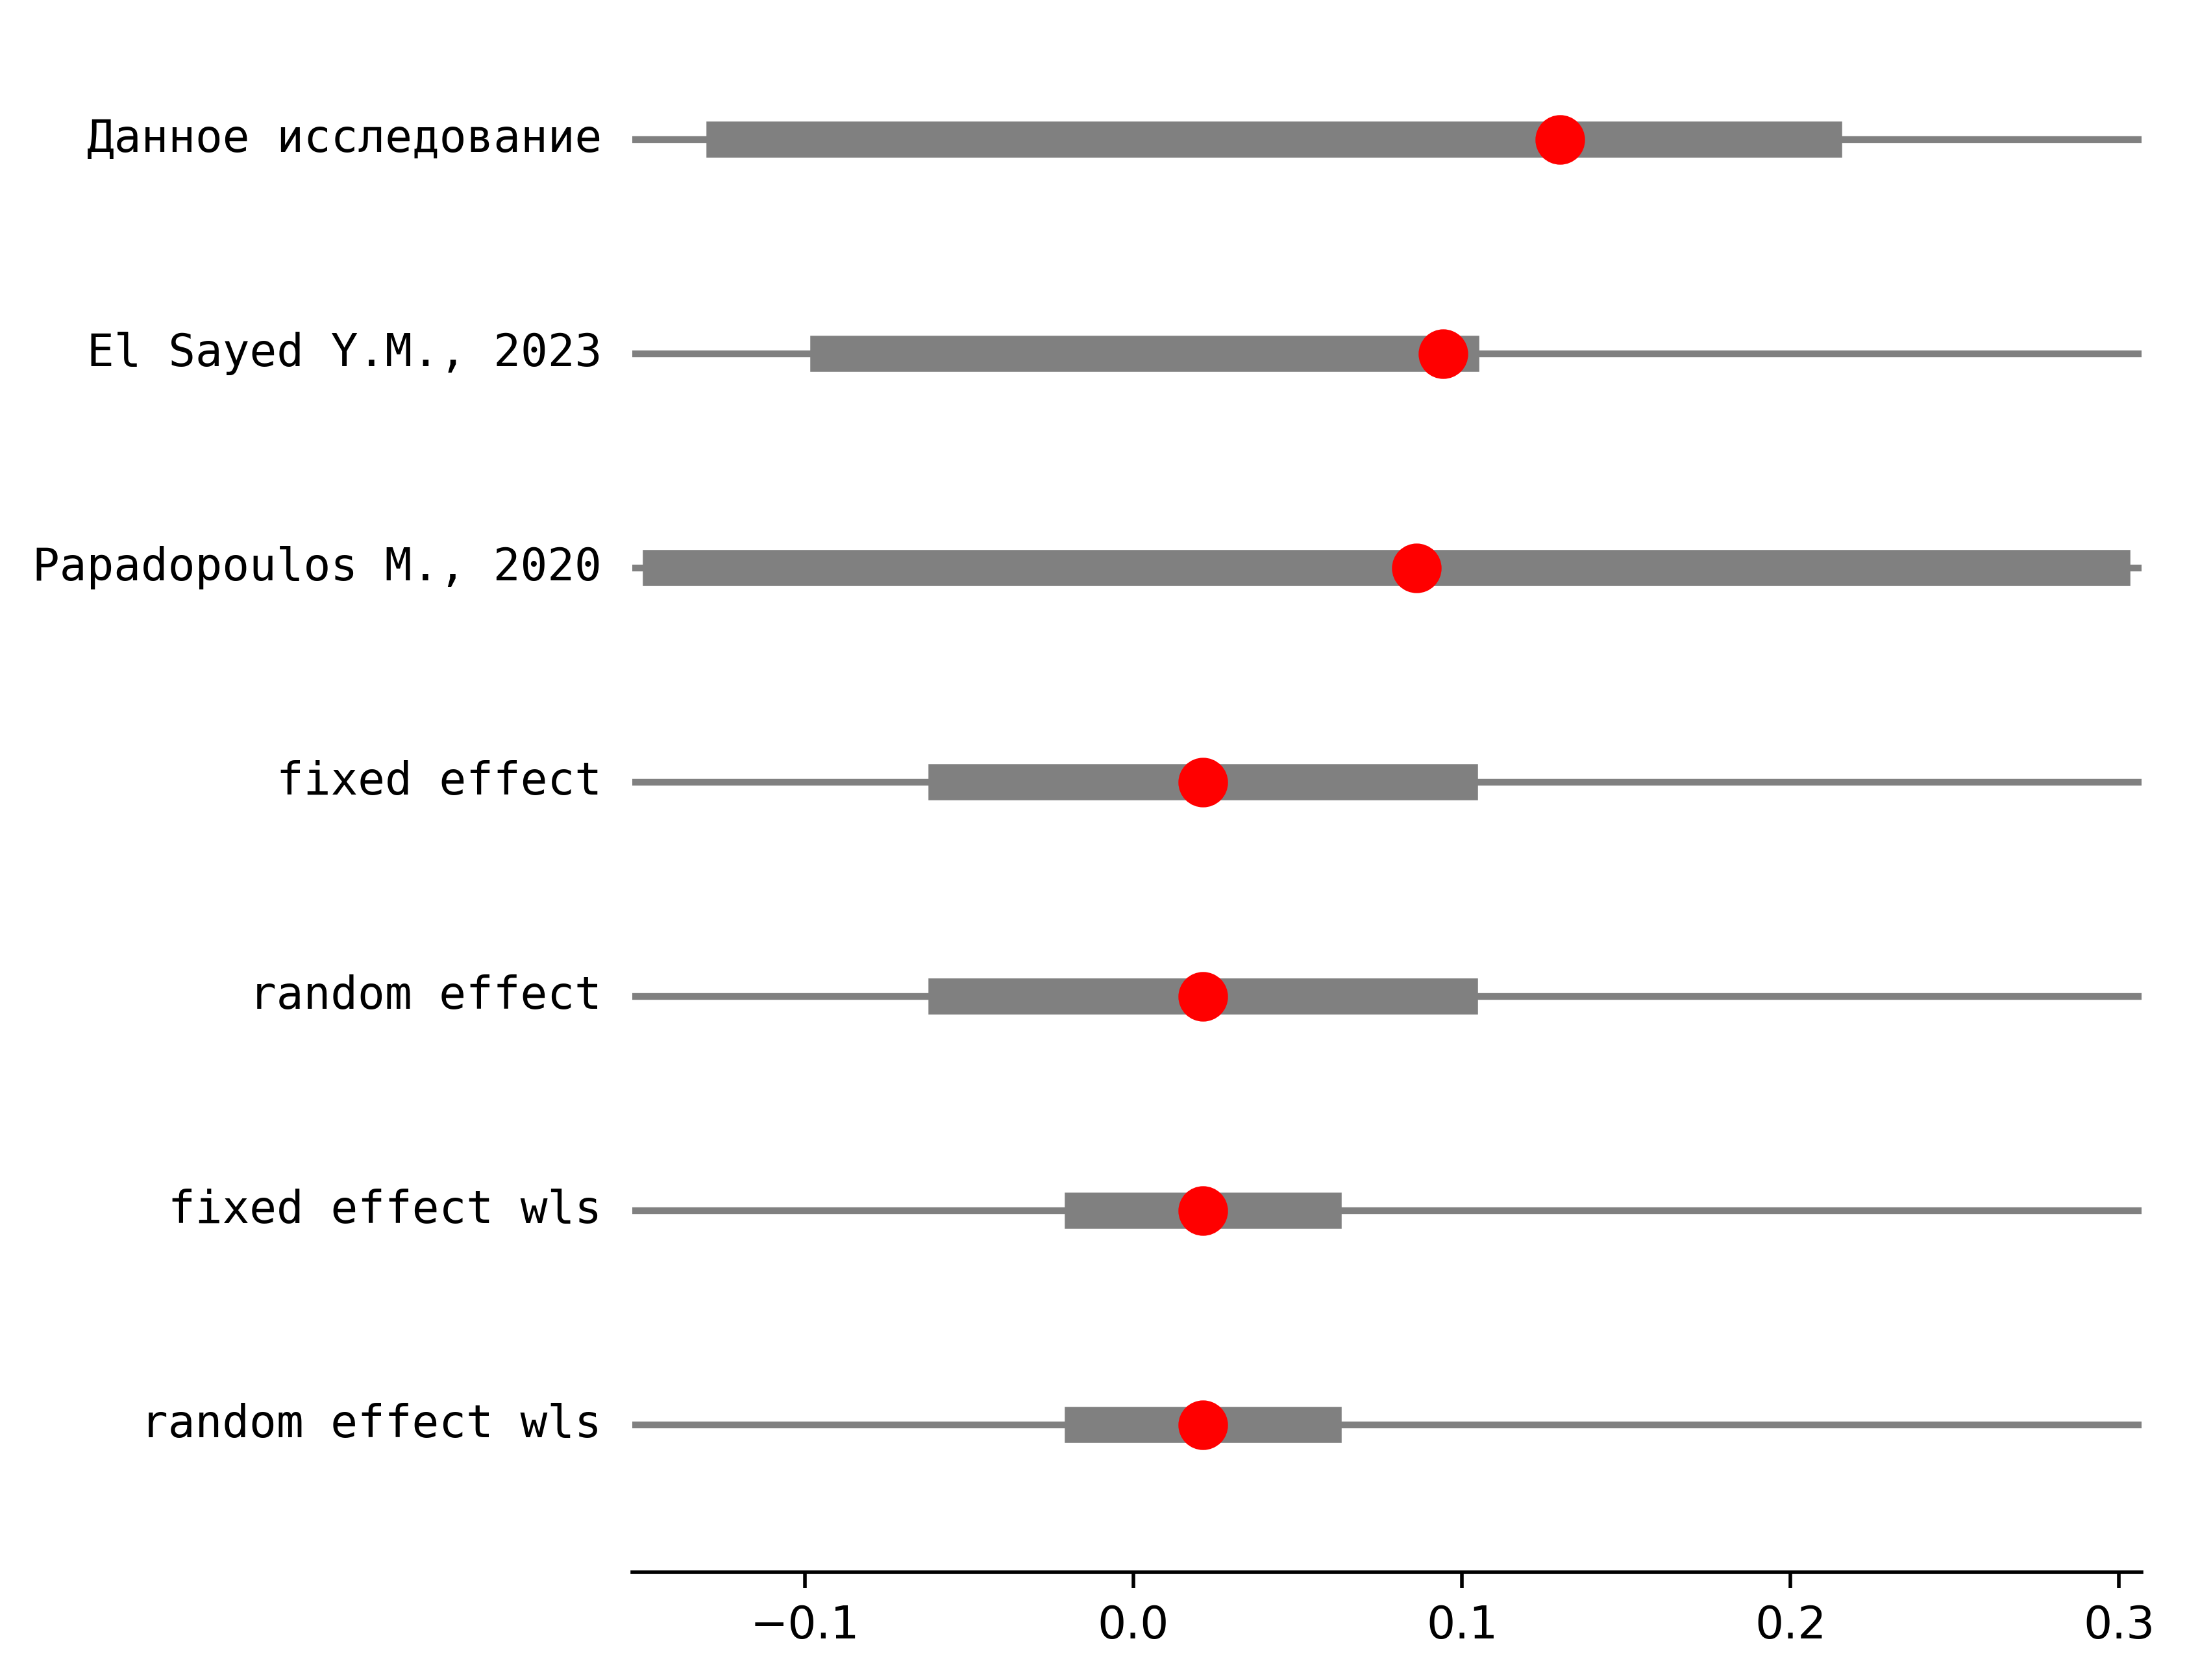 Данное исследование
El Sayed Y.M., 2023
Papadopoulos M., 2020
fixed effect
random effect
fixed effect wls
random effect wls
−0.1 0.0 0.1 0.2 0.3